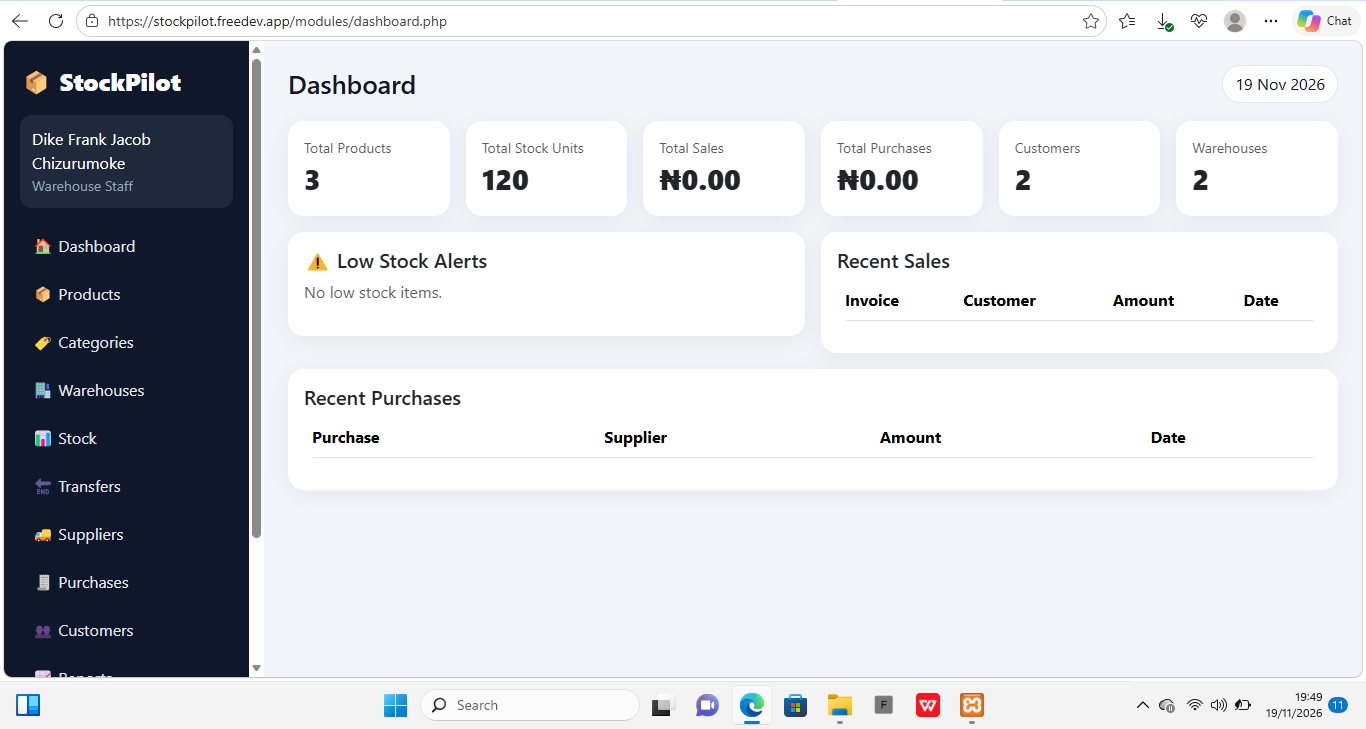 https://stockpilot.freedev.app/modules/dashboard.php
Chat
StockPilot
Dike Frank Jacob
Chizurumoke
Warehouse Staff
Dashboard
Products
Categories
Warehouses
Stock
END
Transfers
Suppliers
Purchases
Customers
Reports
Dashboard
19 Nov 2026
Total Products
3
Total Stock Units
120
Total Sales
₦0.00
Total Purchases
₦0.00
Customers
2
Warehouses
2
Low Stock Alerts
No low stock items.
Recent Sales
Invoice Customer Amount Date
Recent Purchases
Purchase Supplier Amount Date
Search
F
W
19:49
19/11/2026
11